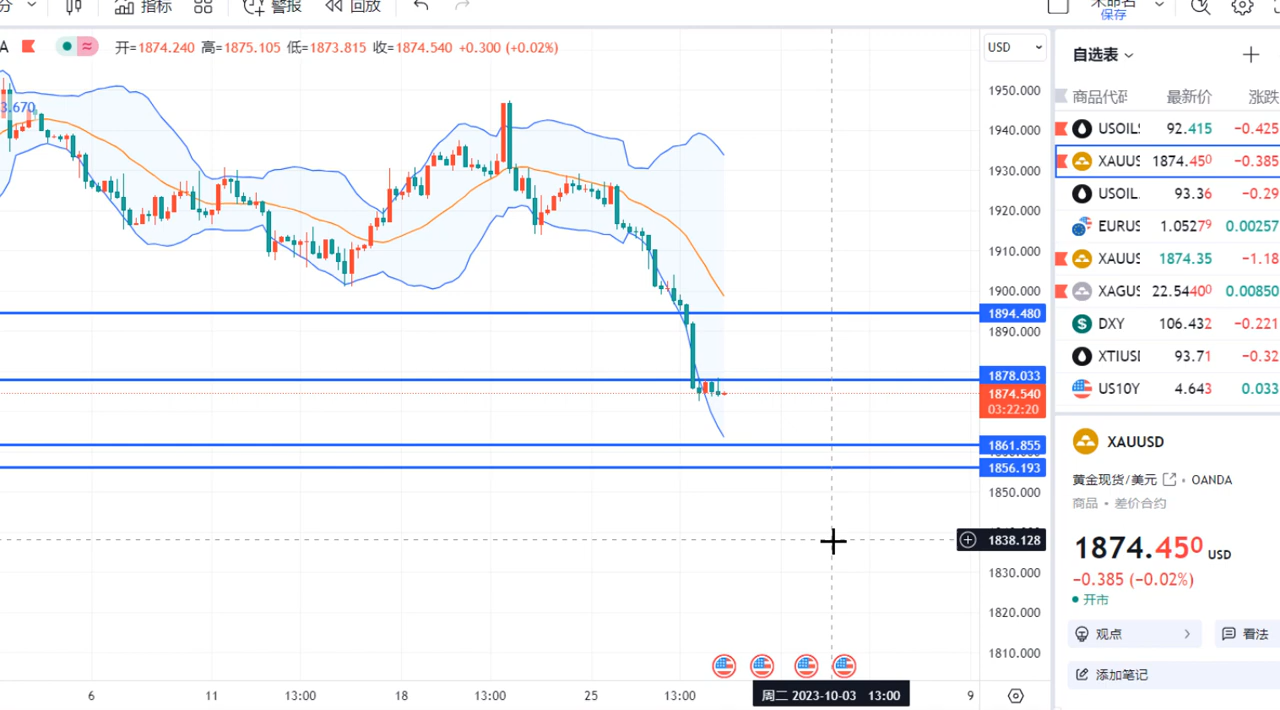 分 指标 警报 回放 未命名
保存
A 开=1874.240 高=1875.105 低=1873.815 收=1874.540 +0.300 (+0.02%)
3.670
USD
1950.000
1940.000
1930.000
1920.000
1910.000
1900.000
1894.480
1890.000
1878.033
1874.540
03:22:20
1861.855
1856.193
1850.000
1838.128
1830.000
1820.000
1810.000
6 11 13:00 18 13:00 25 13:00 周二 2023-10-03 13:00 9
自选表
商品代码 最新价 涨跌
USOIL 92.415 -0.425
XAUUS 1874.450 -0.385
USOIL. 93.36 -0.29
EURUS 1.05279 0.00257
XAUUS 1874.35 -1.18
XAGUS 22.5440 0.00850
DXY 106.432 -0.221
XTIUSI 93.71 -0.32
US10Y 4.643 0.033
XAUUSD
黄金现货/美元 • OANDA
商品 • 差价合约
1874.450 USD
-0.385 (-0.02%)
开市
观点 看法
添加笔记